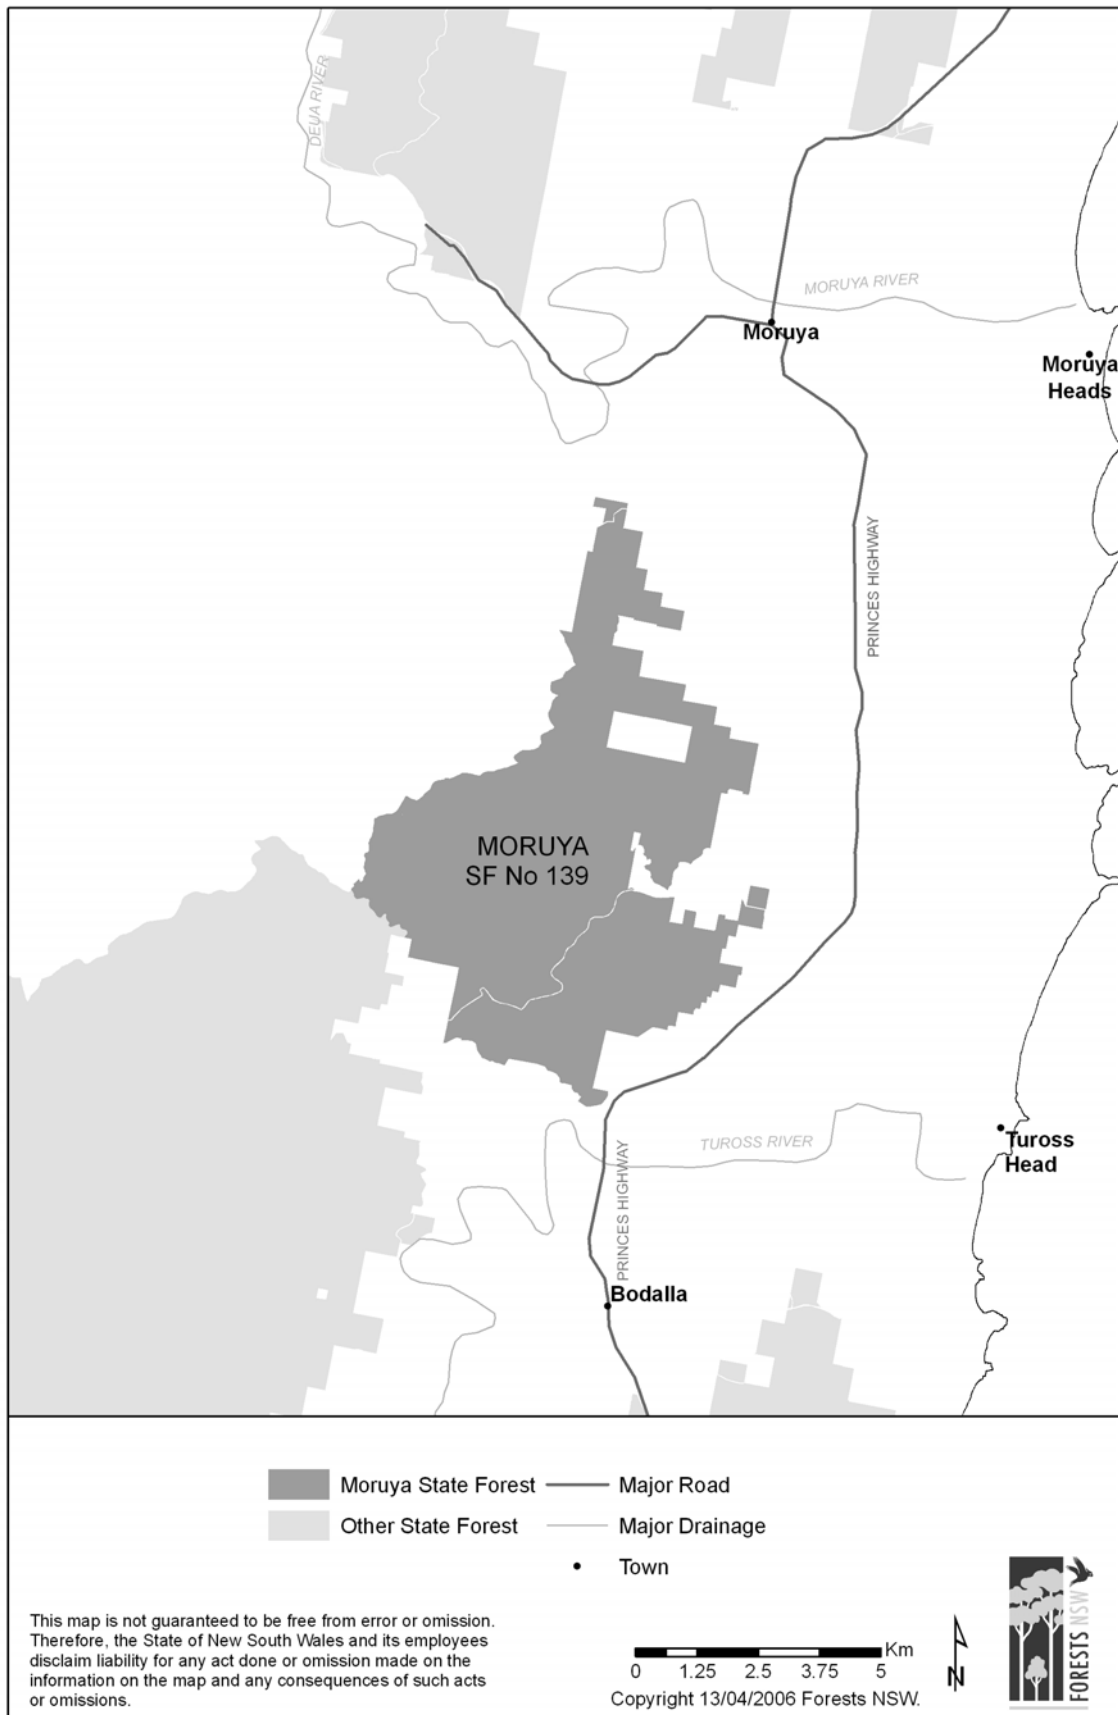 DEUA RIVER
MORUYA RIVER
Moruya
Moruya
Heads
PRINCES HIGHWAY
MORUYA
SF No 139
TUROSS RIVER
Tuross
Head
PRINCES HIGHWAY
Bodalla
Moruya State Forest
Major Road
Other State Forest
Major Drainage
Town
This map is not guaranteed to be free from error or omission.
Therefore, the State of New South Wales and its employees
disclaim liability for any act done or omission made on the
information on the map and any consequences of such acts
or omissions.
Km
0 1.25 2.5 3.75 5
Copyright 13/04/2006 Forests NSW.
N
FORESTS NSW